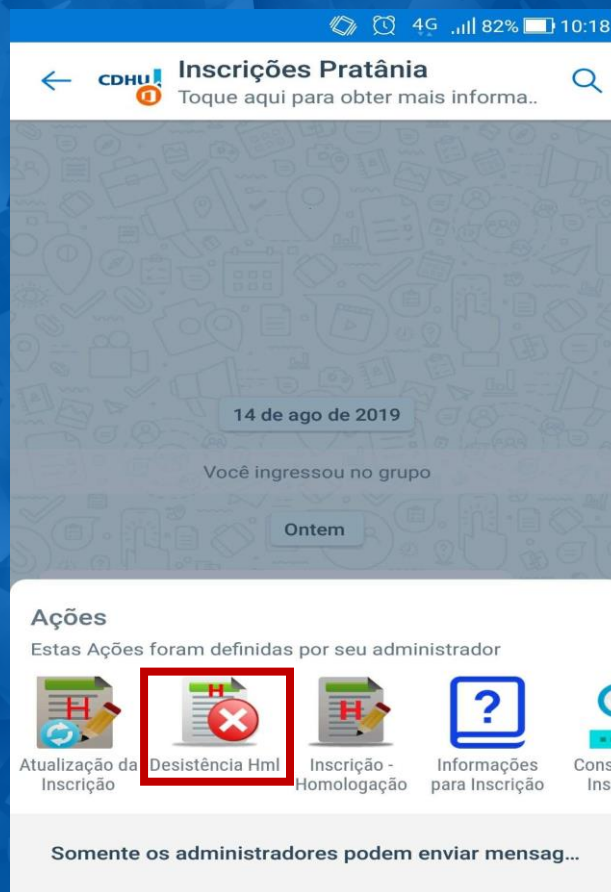 4G 82% 10:18
CDHU
Inscrições Pratânia
Toque aqui para obter mais informa..
14 de ago de 2019
Você ingressou no grupo
Ontem
Ações
Estas Ações foram definidas por seu administrador
H
H
H
?
Atualização da
Inscrição
Desistência Hml
Inscrição -
Homologação
Informações
para Inscrição
Cons
Ins
Somente os administradores podem enviar mensag...